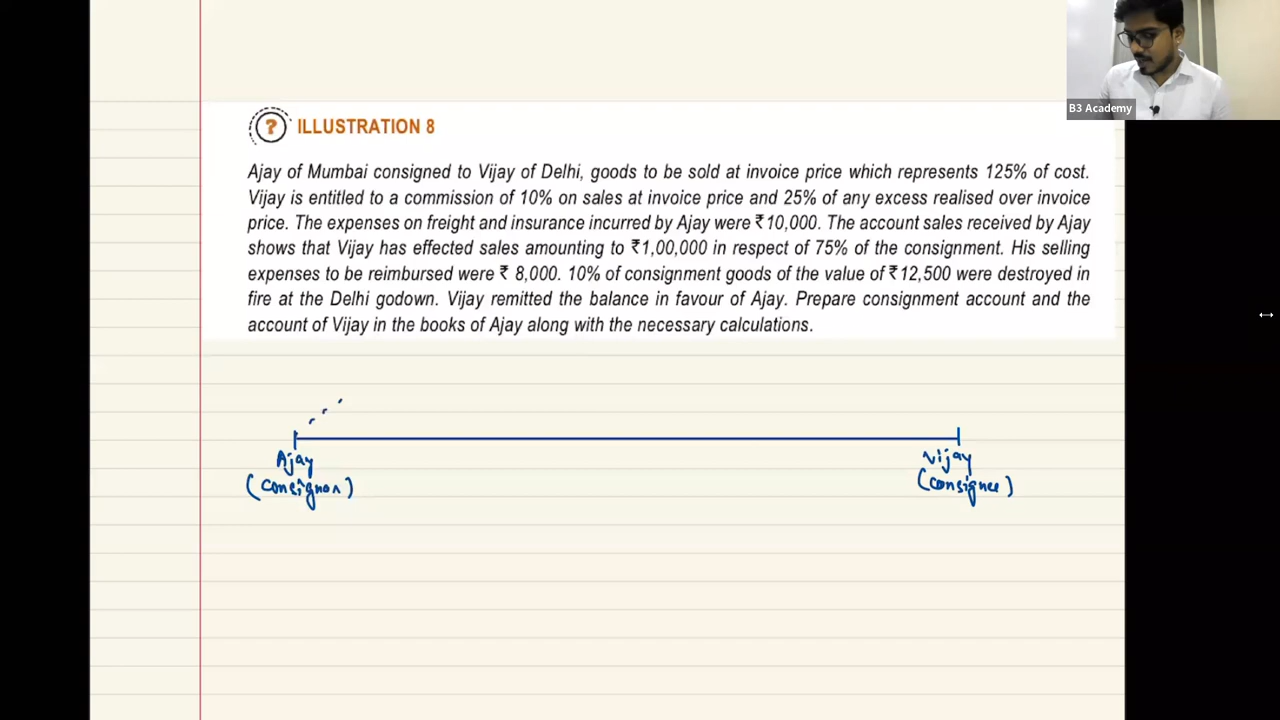 B3 Academy
? ILLUSTRATION 8
Ajay of Mumbai consigned to Vijay of Delhi, goods to be sold at invoice price which represents 125% of cost.
Vijay is entitled to a commission of 10% on sales at invoice price and 25% of any excess realised over invoice
price. The expenses on freight and insurance incurred by Ajay were ₹10,000. The account sales received by Ajay
shows that Vijay has effected sales amounting to ₹1,00,000 in respect of 75% of the consignment. His selling
expenses to be reimbursed were ₹ 8,000. 10% of consignment goods of the value of ₹12,500 were destroyed in
fire at the Delhi godown. Vijay remitted the balance in favour of Ajay. Prepare consignment account and the
account of Vijay in the books of Ajay along with the necessary calculations.
Ajay
(Consignor)
Vijay
(Consignee)